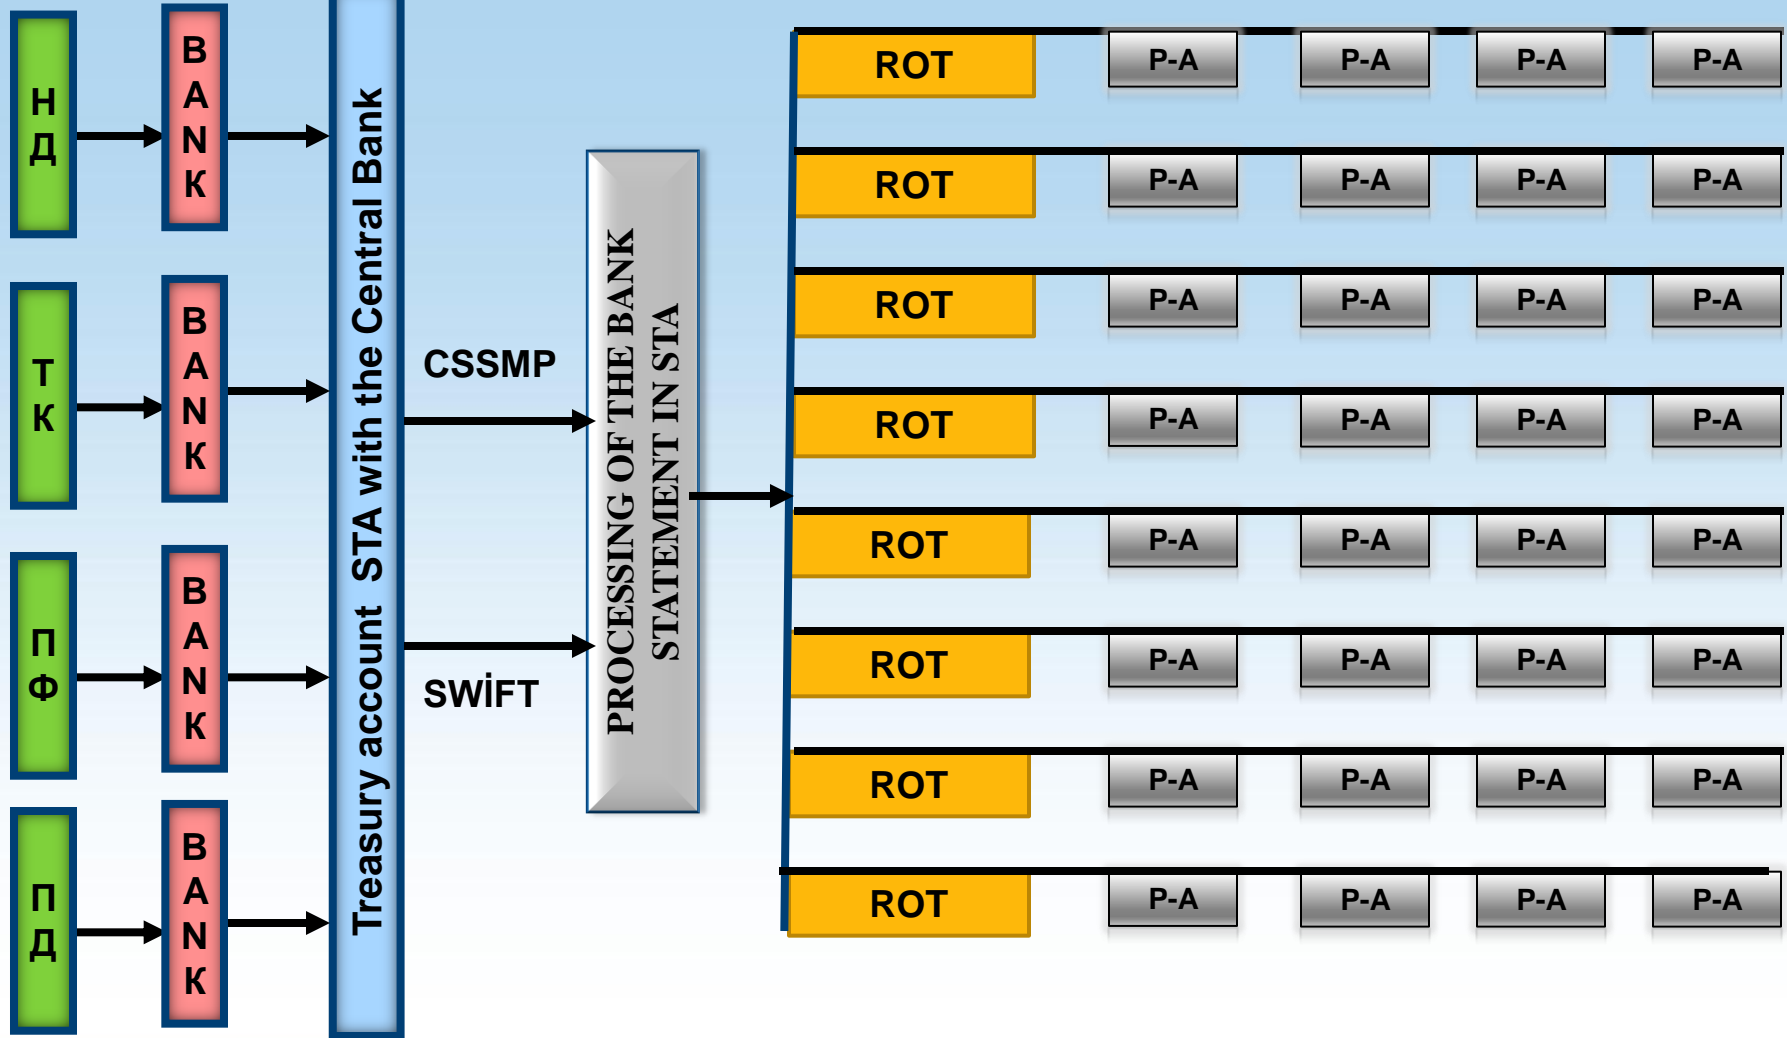 НД
BANK
ТК
BANK
ПФ
BANK
ПД
BANK
Treasury account STA with the Central Bank
CSSMP
SWİFT
PROCESSING OF THE BANK
STATEMENT IN STA
ROT P-A P-A P-A P-A
ROT P-A P-A P-A P-A
ROT P-A P-A P-A P-A
ROT P-A P-A P-A P-A
ROT P-A P-A P-A P-A
ROT P-A P-A P-A P-A
ROT P-A P-A P-A P-A
ROT P-A P-A P-A P-A